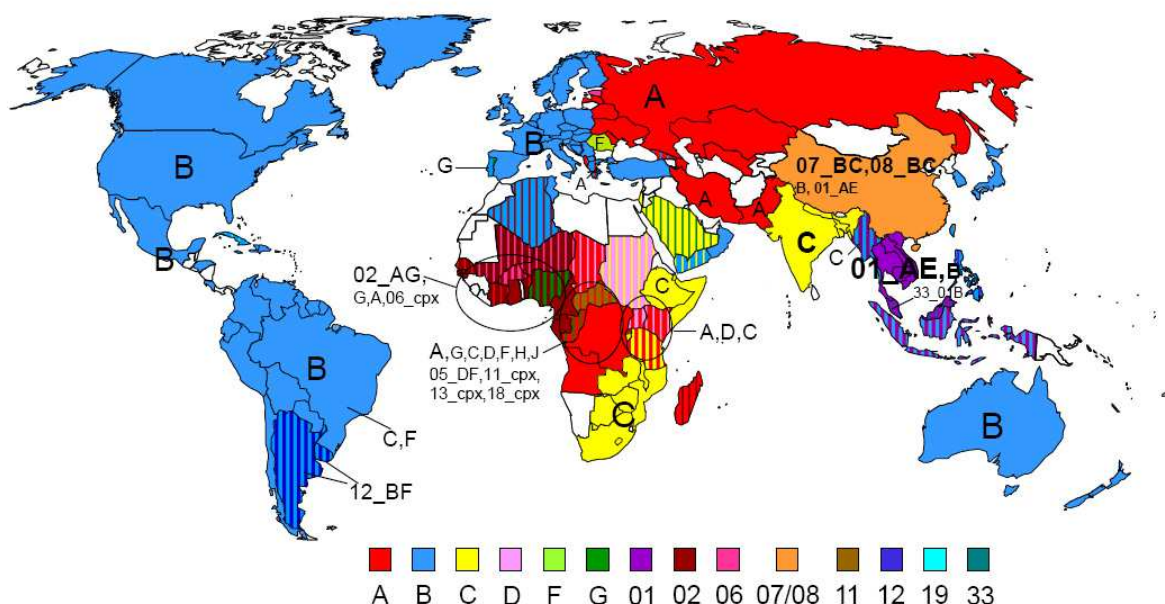 B
B
B
C,F
12_BF
B
F
G
A
A
A
A
07_BC,08_BC
B, 01_AE
C
C
01_AE,B
33_01B
02_AG,
G,A,06_cpx
C
A,D,C
A,G,C,D,F,H,J
05_DF,11_cpx,
13_cpx,18_cpx
C
B
A B C D F G 01 02 06 07/08 11 12 19 33